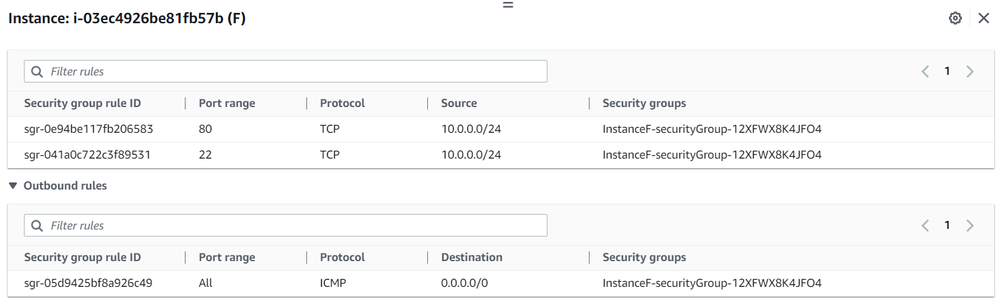 Instance: i-03ec4926be81fb57b (F)
Filter rules
1
Security group rule ID Port range Protocol Source Security groups
sgr-0e94be117fb206583 80 TCP 10.0.0.0/24 InstanceF-securityGroup-12XFWX8K4JFO4
sgr-041a0c722c3f89531 22 TCP 10.0.0.0/24 InstanceF-securityGroup-12XFWX8K4JFO4
Outbound rules
Filter rules
1
Security group rule ID Port range Protocol Destination Security groups
sgr-05d9425bf8a926c49 All ICMP 0.0.0.0/0 InstanceF-securityGroup-12XFWX8K4JFO4